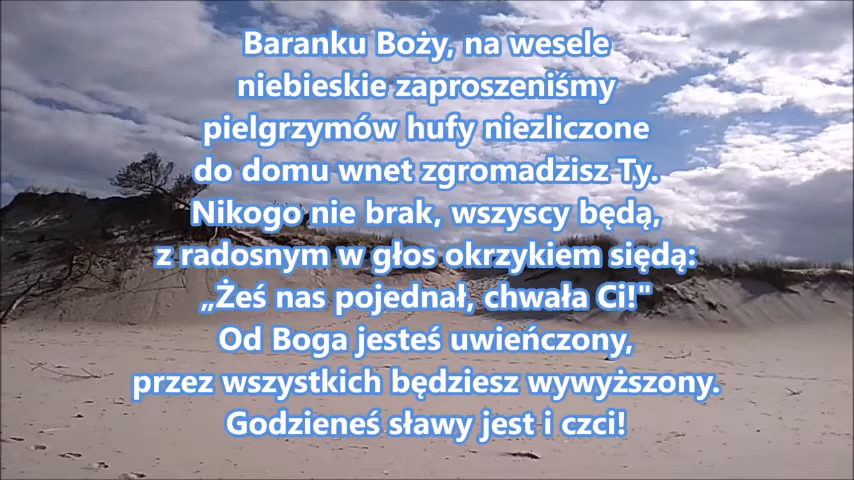 Baranku Boży, na wesele
niebieskie zaproszeniśmy
pielgrzymów hufy niezliczone
do domu wnet zgromadzisz Ty.
Nikogo nie brak, wszyscy będą,
z radosnym w głos okrzykiem siędą:
„Żeś nas pojednał, chwała Ci!"
Od Boga jesteś uwieńczony,
przez wszystkich będziesz wywyższony.
Godzieneś sławy jest i czci!